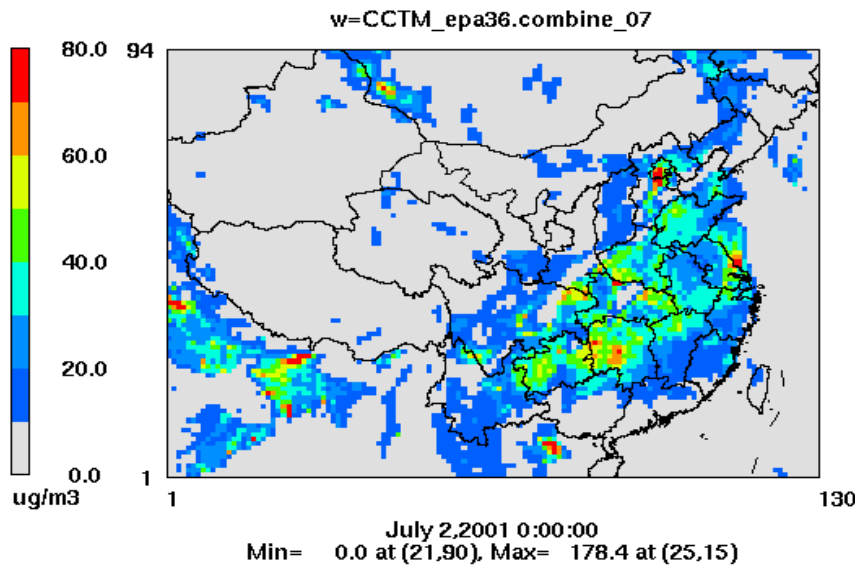 w=CCTM_epa36.combine_07
80.0
60.0
40.0
20.0
0.0
ug/m3
94
1
1
130
July 2,2001 0:00:00
Min= 0.0 at (21,90), Max= 178.4 at (25,15)